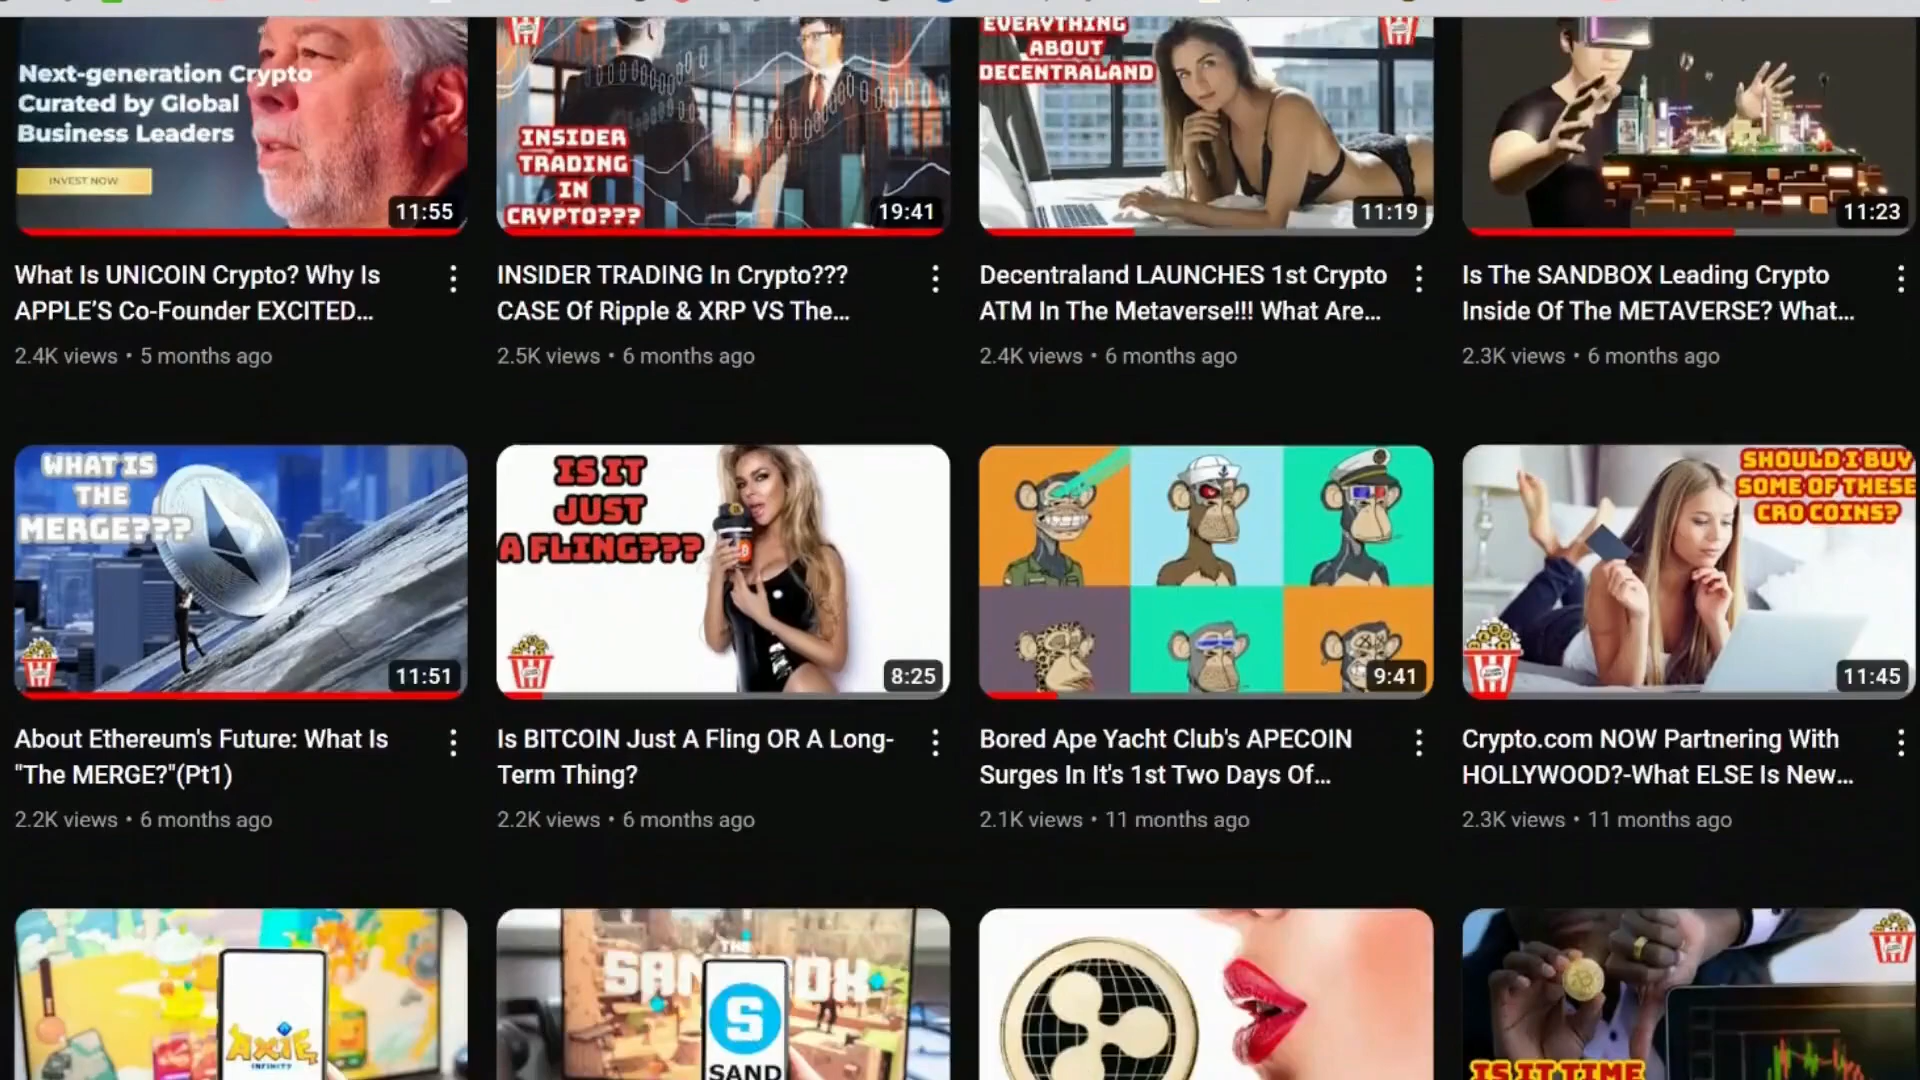 Next-generation Crypto
Curated by Global
Business Leaders
INVEST NOW
11:55
INSIDER
TRADING
IN
CRYPTO???
19:41
EVERYTHING
ABOUT
DECENTRALAND
11:19
11:23
What Is UNICOIN Crypto? Why Is
APPLE’S Co-Founder EXCITED...
2.4K views • 5 months ago
INSIDER TRADING In Crypto???
CASE Of Ripple & XRP VS The...
2.5K views • 6 months ago
Decentraland LAUNCHES 1st Crypto
ATM In The Metaverse!!! What Are...
2.4K views • 6 months ago
Is The SANDBOX Leading Crypto
Inside Of The METAVERSE? What...
2.3K views • 6 months ago
WHAT IS
THE
MERGE???
11:51
IS IT
JUST
A FLING???
8:25
9:41
SHOULD I BUY
SOME OF THESE
CRO COINS?
11:45
About Ethereum's Future: What Is
"The MERGE?"(Pt1)
2.2K views • 6 months ago
Is BITCOIN Just A Fling OR A Long-
Term Thing?
2.2K views • 6 months ago
Bored Ape Yacht Club's APECOIN
Surges In It's 1st Two Days Of...
2.1K views • 11 months ago
Crypto.com NOW Partnering With
HOLLYWOOD?-What ELSE Is New...
2.3K views • 11 months ago
AXIE
INFINITY
THE
S
SAND
IS IT TIME